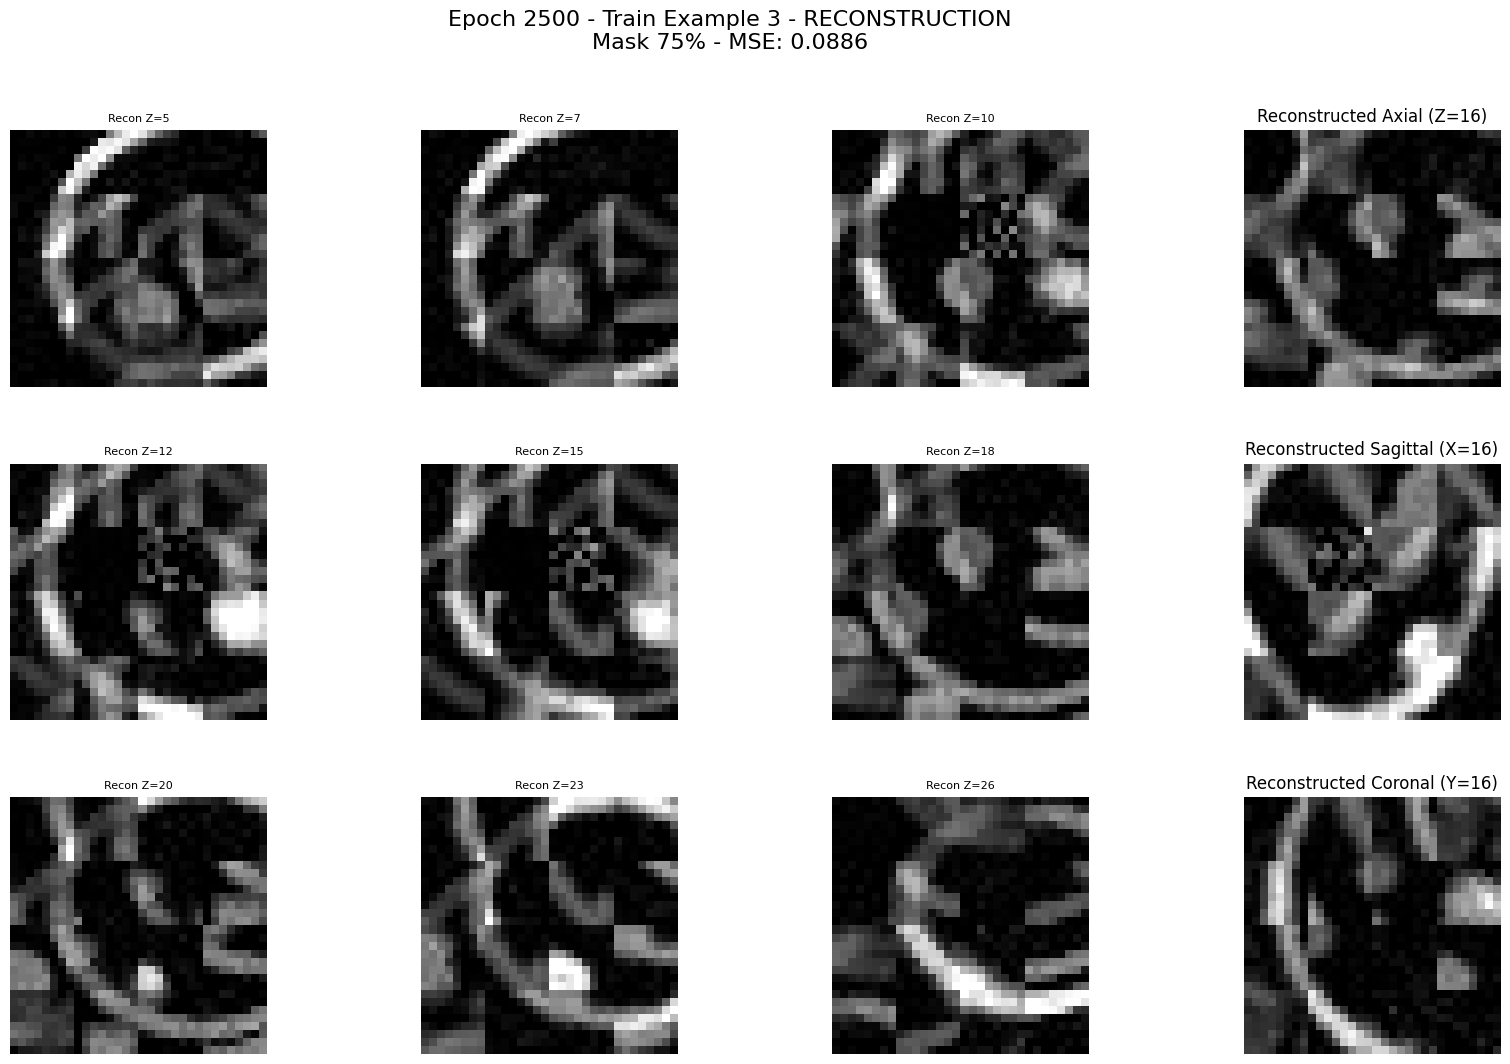 Epoch 2500 - Train Example 3 - RECONSTRUCTION
Mask 75% - MSE: 0.0886
Recon Z=5
Recon Z=7
Recon Z=10
Reconstructed Axial (Z=16)
Recon Z=12
Recon Z=15
Recon Z=18
Reconstructed Sagittal (X=16)
Recon Z=20
Recon Z=23
Recon Z=26
Reconstructed Coronal (Y=16)